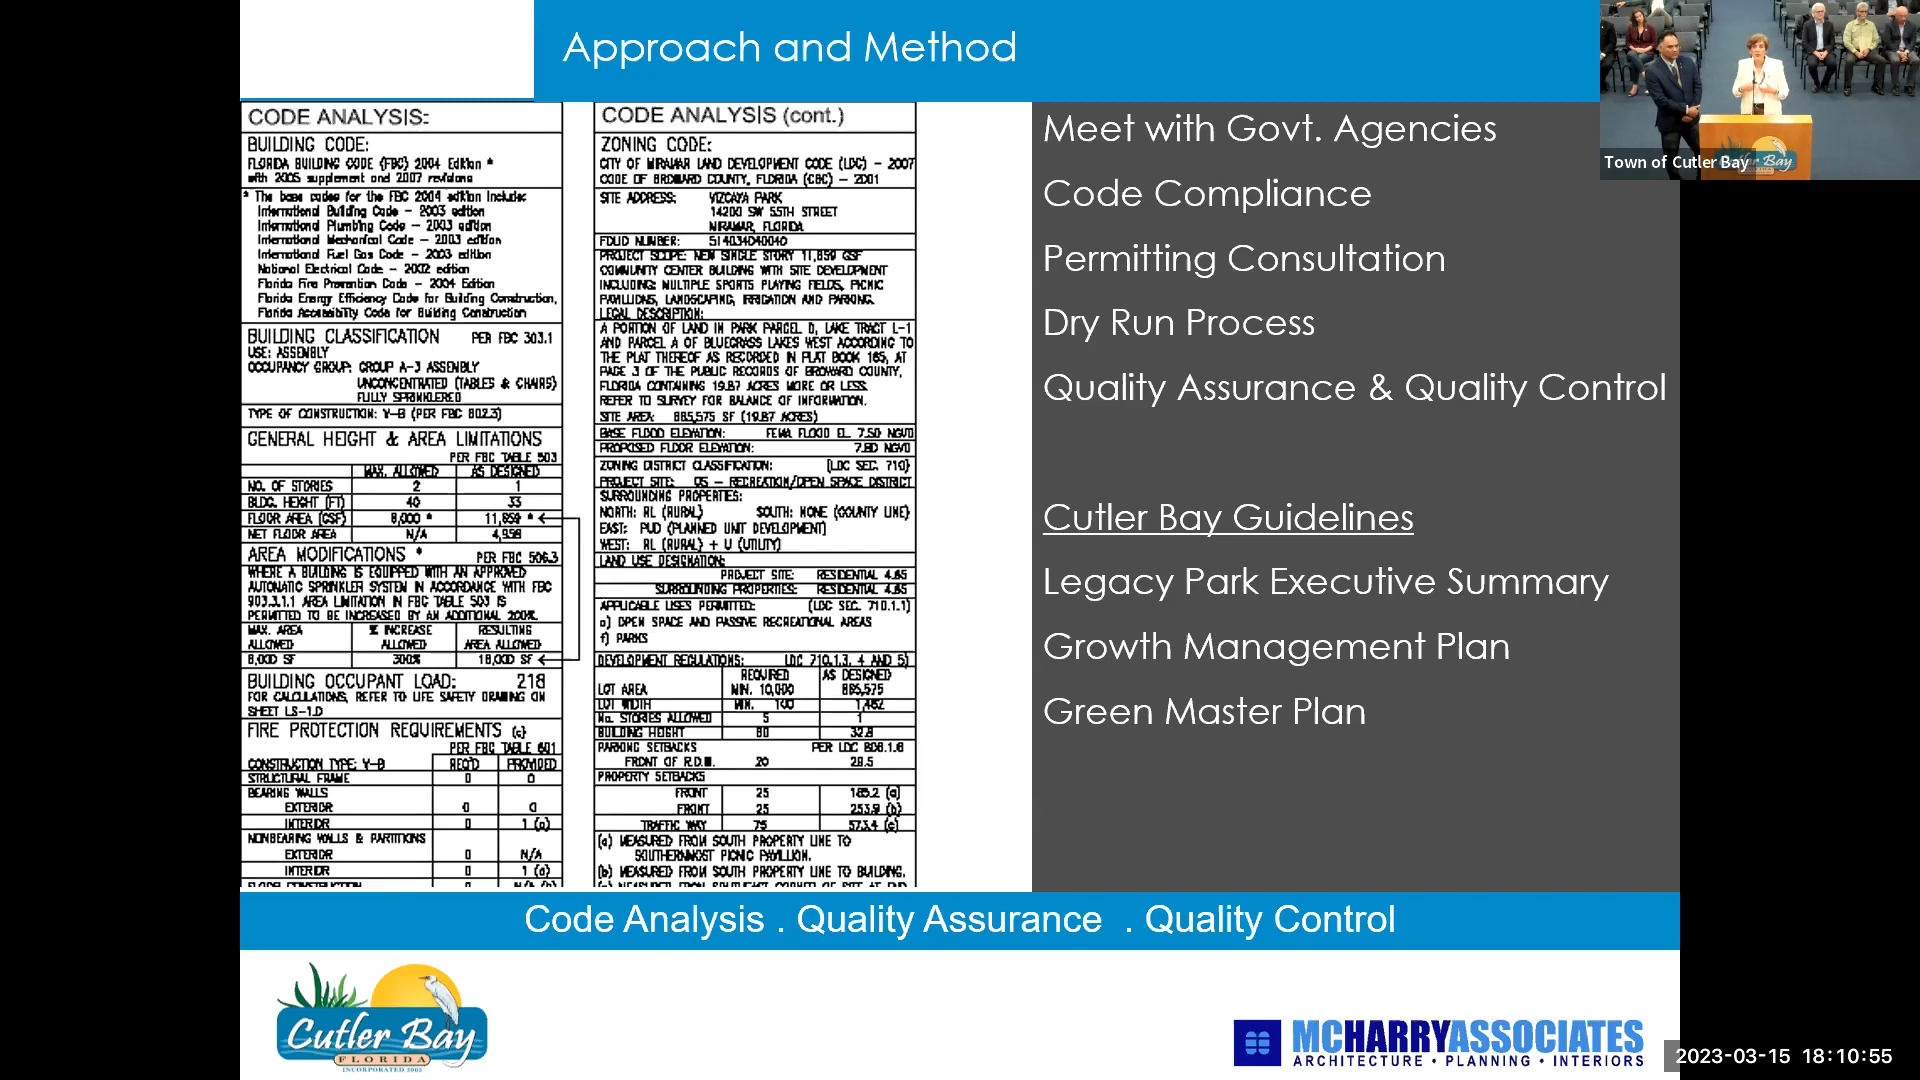 Approach and Method
Town of Cutler Bay
CODE ANALYSIS:
BUILDING CODE:
FLORIDA BUILDING CODE (FBC) 2004 Edition *
with 2005 supplement and 2007 revisions
* The base codes for the FBC 2004 edition include:
International Building Code – 2003 edition
International Plumbing Code – 2003 edition
International Mechanical Code – 2003 edition
International Fuel Gas Code – 2003 edition
National Electrical Code – 2002 edition
Florida Fire Prevention Code – 2004 Edition
Florida Energy Efficiency Code for Building Construction,
Florida Accessibility Code for Building Construction
BUILDING CLASSIFICATION PER FBC 303.1
USE: ASSEMBLY
OCCUPANCY GROUP: GROUP A-3 ASSEMBLY
UNCONCENTRATED (TABLES & CHAIRS)
FULLY SPRINKLERED
TYPE OF CONSTRUCTION: V-B (PER FBC 602.3)
GENERAL HEIGHT & AREA LIMITATIONS
PER FBC TABLE 503
MAX. ALLOWED AS DESIGNED
NO. OF STORIES 2 1
BLDG. HEIGHT (FT) 40 33
FLOOR AREA (GSF) 6,000 * 11,859 *
NET FLOOR AREA N/A
AREA MODIFICATIONS * PER FBC 506.3
WHERE A BUILDING IS EQUIPPED WITH AN APPROVED
AUTOMATIC SPRINKLER SYSTEM IN ACCORDANCE WITH FBC
903.3.1.1 AREA LIMITATION IN FBC TABLE 503 IS
PERMITTED TO BE INCREASED BY AN ADDITIONAL 200%.
MAX. AREA % INCREASE RESULTING
ALLOWED ALLOWED AREA ALLOWED
6,000 SF 300% 18,000 SF
BUILDING OCCUPANT LOAD: 218
FOR CALCULATIONS, REFER TO LIFE SAFETY DRAWING ON
SHEET LS-1.0
FIRE PROTECTION REQUIREMENTS (c)
PER FBC TABLE 601
CONSTRUCTION TYPE: V-B REQ'D PROVIDED
STRUCTURAL FRAME 0 0
BEARING WALLS
EXTERIOR 0 0
INTERIOR 0 1 (a)
NONBEARING WALLS & PARTITIONS
EXTERIOR 0 N/A
INTERIOR 0 1 (a)
CODE ANALYSIS (cont.)
ZONING CODE:
CITY OF MIRAMAR LAND DEVELOPMENT CODE (LDC) – 2007
CODE OF BROWARD COUNTY, FLORIDA (CBC) – 2001
SITE ADDRESS: VIZCAYA PARK
14200 SW 55TH STREET
MIRAMAR, FLORIDA
FOLIO NUMBER: 514034040040
PROJECT SCOPE: NEW SINGLE STORY 11,859 GSF
COMMUNITY CENTER BUILDING WITH SITE DEVELOPMENT
INCLUDING: MULTIPLE SPORTS PLAYING FIELDS, PICNIC
PAVILLIONS, LANDSCAPING, IRRIGATION AND PARKING.
LEGAL DESCRIPTION:
A PORTION OF LAND IN PARK PARCEL D, LAKE TRACT L-1
AND PARCEL A OF BLUEGRASS LAKES WEST ACCORDING TO
THE PLAT THEREOF AS RECORDED IN PLAT BOOK 165, AT
PAGE 3 OF THE PUBLIC RECORDS OF BROWARD COUNTY,
FLORIDA CONTAINING 19.87 ACRES MORE OR LESS.
REFER TO SURVEY FOR BALANCE OF INFORMATION.
SITE AREA: 865,575 SF (19.87 ACRES)
BASE FLOOD ELEVATION: FEMA FLOOD EL. 7.50 NGVD
PROPOSED FLOOR ELEVATION: 7.80 NGVD
ZONING DISTRICT CLASSIFICATION: (LDC SEC. 710)
PROJECT SITE: OS – RECREATION/OPEN SPACE DISTRICT
SURROUNDING PROPERTIES:
NORTH: RL (RURAL) SOUTH: NONE (COUNTY LINE)
EAST: PUD (PLANNED UNIT DEVELOPMENT)
WEST: RL (RURAL) + U (UTILITY)
LAND USE DESIGNATION:
PROJECT SITE: RESIDENTIAL 4.65
SURROUNDING PROPERTIES: RESIDENTIAL 4.65
APPLICABLE USES PERMITTED: (LDC SEC. 710.1.1)
a) OPEN SPACE AND PASSIVE RECREATIONAL AREAS
f) PARKS
DEVELOPMENT REGULATIONS: LDC 710.1.3, 4 AND 5)
REQUIRED AS DESIGNED
LOT AREA MIN. 10,000 865,575
LOT WIDTH MIN. 100 1,462
No. STORIES ALLOWED 5 1
BUILDING HEIGHT 60 32.8
PARKING SETBACKS PER LDC 808.1.6
FRONT OF R.O.W. 20 28.5
PROPERTY SETBACKS
FRONT 25 165.2 (a)
FRONT 25 253.9 (b)
TRAFFIC WAY 75 573.4 (c)
(a) MEASURED FROM SOUTH PROPERTY LINE TO
SOUTHERNMOST PICNIC PAVILLION.
(b) MEASURED FROM SOUTH PROPERTY LINE TO BUILDING.
Meet with Govt. Agencies
Code Compliance
Permitting Consultation
Dry Run Process
Quality Assurance & Quality Control
Cutler Bay Guidelines
Legacy Park Executive Summary
Growth Management Plan
Green Master Plan
Code Analysis . Quality Assurance . Quality Control
Cutler Bay
FLORIDA
INCORPORATED 2005
MCHARRYASSOCIATES
ARCHITECTURE • PLANNING • INTERIORS
2023-03-15 18:10:55